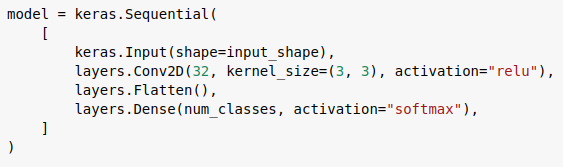 model = keras.Sequential(
    [
        keras.Input(shape=input_shape),
        layers.Conv2D(32, kernel_size=(3, 3), activation="relu"),
        layers.Flatten(),
        layers.Dense(num_classes, activation="softmax"),
    ]
)